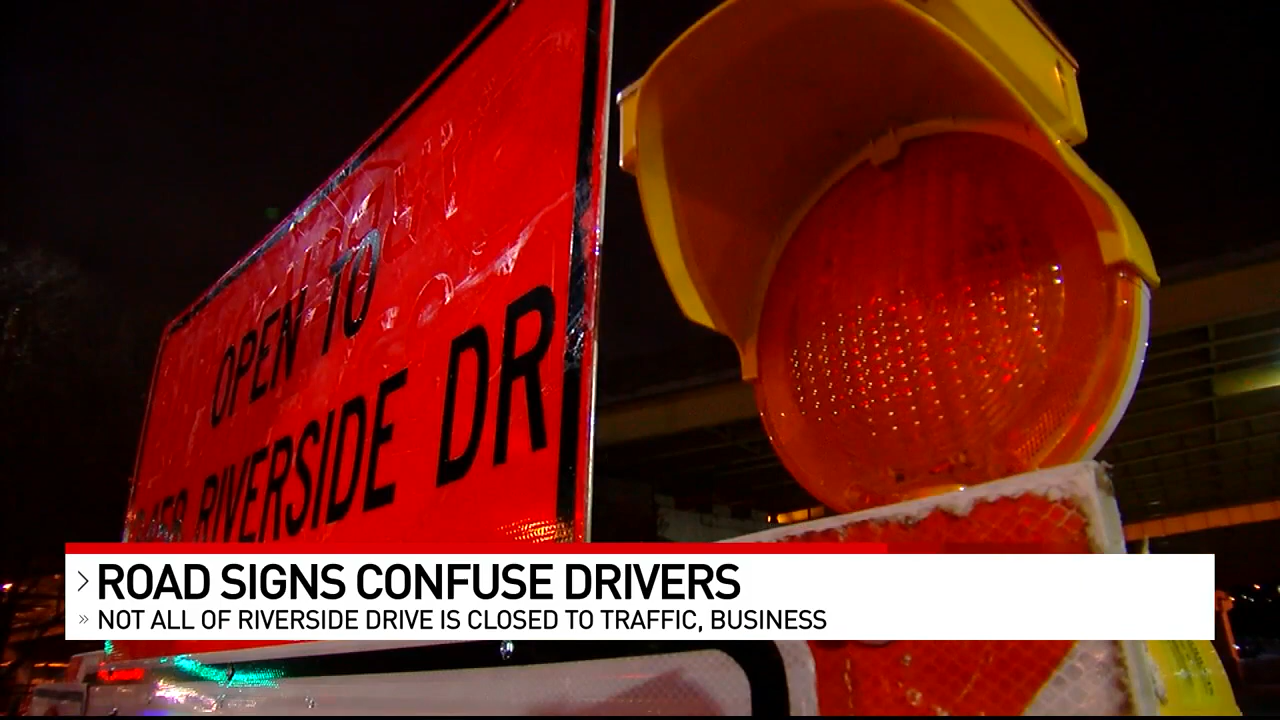 OPEN TO
RIVERSIDE DR
ROAD SIGNS CONFUSE DRIVERS
NOT ALL OF RIVERSIDE DRIVE IS CLOSED TO TRAFFIC, BUSINESS